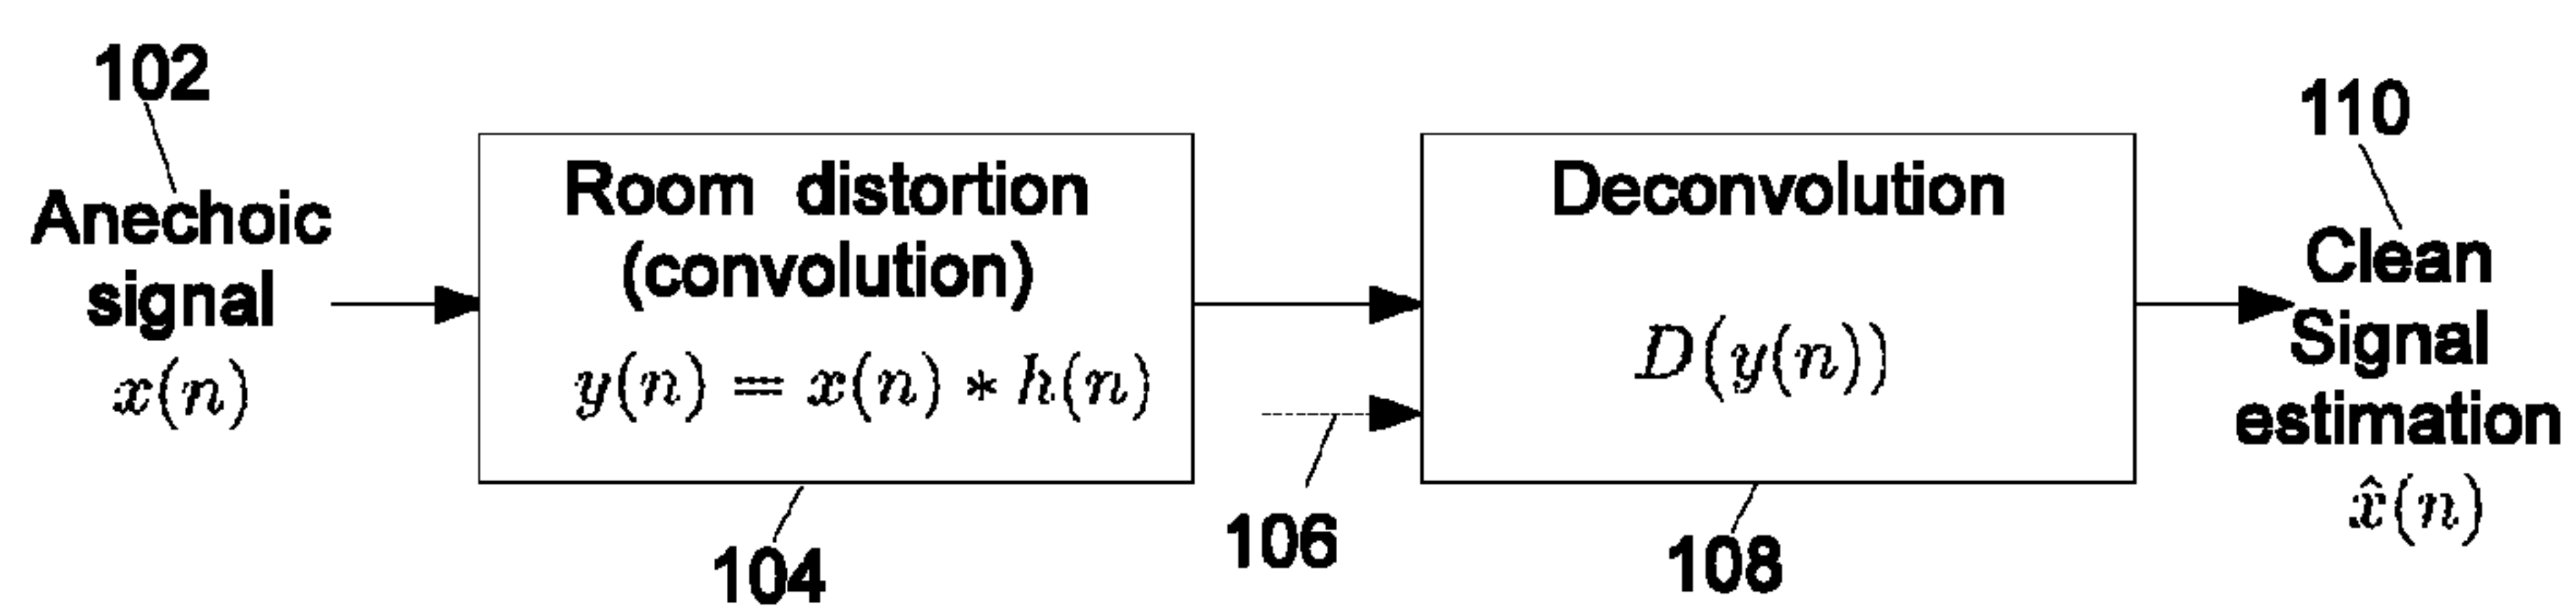 102
Anechoic
signal
x(n)
Room distortion
(convolution)
y(n) = x(n) * h(n)
104
106
Deconvolution
D(y(n))
108
110
Clean
Signal
estimation
x̂(n)